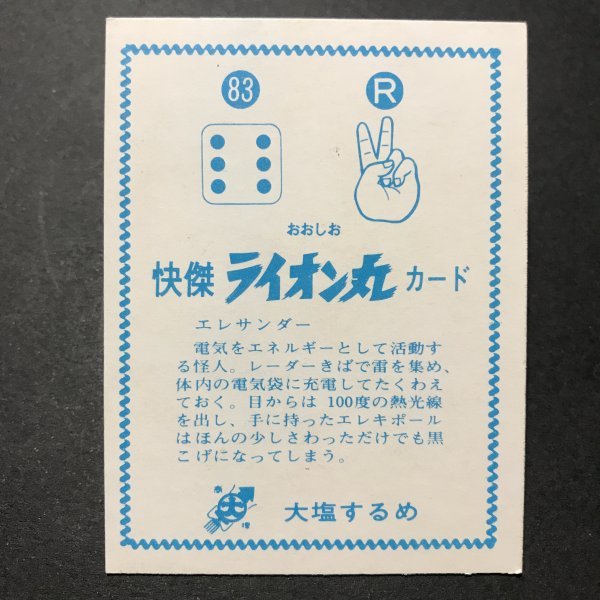 83 R
おおしお
快傑 ライオン丸 カード
エレサンダー
電気をエネルギーとして活動す
る怪人。レーダーきばで雷を集め、
体内の電気袋に充電してたくわえ
ておく。目からは100度の熱光線
を出し、手に持ったエレキポール
はほんの少しさわっただけでも黒
こげになってしまう。
大
大塩するめ